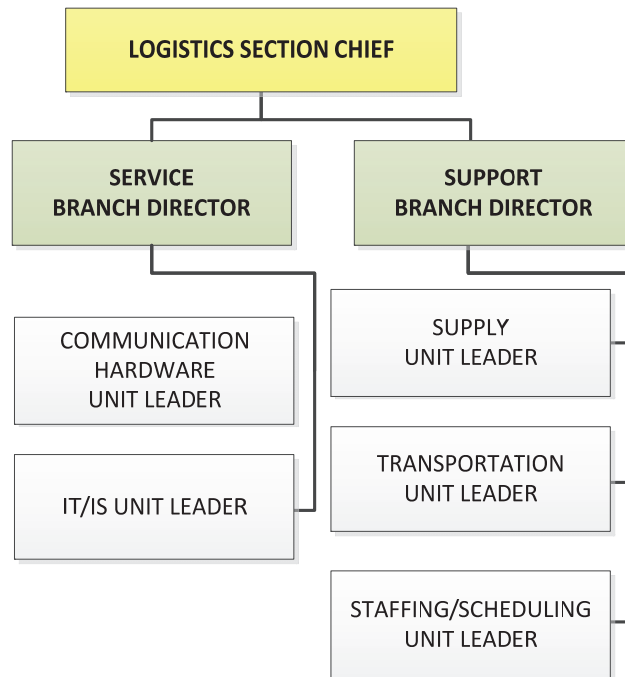 LOGISTICS SECTION CHIEF
SERVICE
BRANCH DIRECTOR
SUPPORT
BRANCH DIRECTOR
COMMUNICATION
HARDWARE
UNIT LEADER
IT/IS UNIT LEADER
SUPPLY
UNIT LEADER
TRANSPORTATION
UNIT LEADER
STAFFING/SCHEDULING
UNIT LEADER